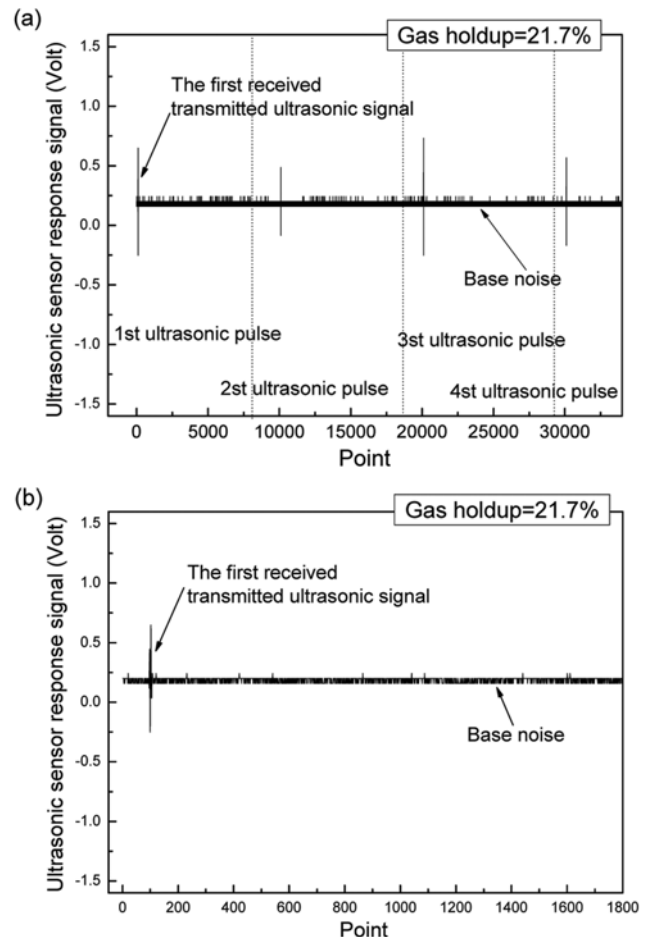 (a)
Gas holdup=21.7%
The first received
transmitted ultrasonic signal
Base noise
1st ultrasonic pulse
3st ultrasonic pulse
2st ultrasonic pulse
4st ultrasonic pulse
Ultrasonic sensor response signal (Volt)
1.5
1.0
0.5
0.0
-0.5
-1.0
-1.5
0 5000 10000 15000 20000 25000 30000
Point
(b)
Gas holdup=21.7%
The first received
transmitted ultrasonic signal
Base noise
Ultrasonic sensor response signal (Volt)
1.5
1.0
0.5
0.0
-0.5
-1.0
-1.5
0 200 400 600 800 1000 1200 1400 1600 1800
Point